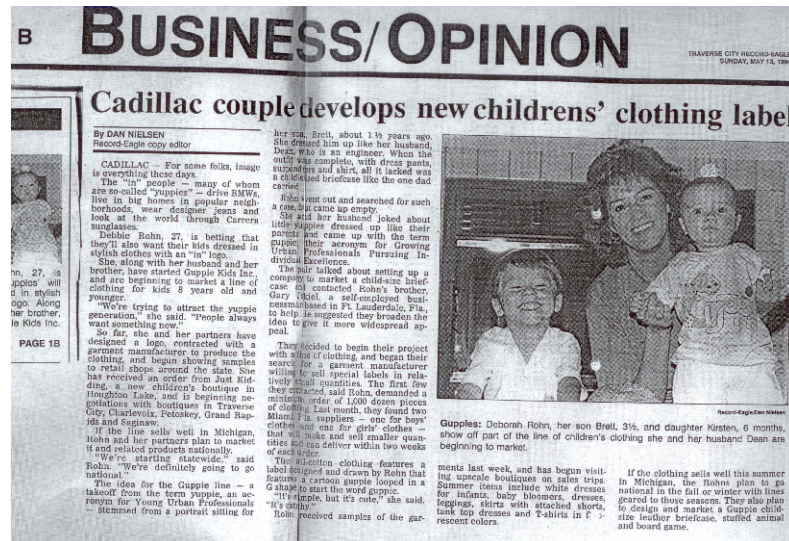 B
BUSINESS/OPINION
TRAVERSE CITY RECORD-EAGLE
SUNDAY, MAY 13, 199
Cadillac couple develops new childrens' clothing label
hn, 27, is
uppies' will
d in stylish
ogo. Along
her brother,
ie Kids Inc.
PAGE 1B
By DAN NIELSEN
Record-Eagle copy editor
CADILLAC — For some folks, image
is everything these days.
The "in" people — many of whom
are so-called "yuppies" — drive BMWs,
live in big homes in popular neigh-
borhoods, wear designer jeans and
look at the world through Carrera
sunglasses.
Debbie Rohn, 27, is betting that
they'll also want their kids dressed in
stylish clothes with an "in" logo.
She, along with her husband and her
brother, have started Guppie Kids Inc.,
and are beginning to market a line of
clothing for kids 8 years old and
younger.
"We're trying to attract the yuppie
generation," she said. "People always
want something new."
So far, she and her partners have
designed a logo, contracted with a
garment manufacturer to produce the
clothing, and begun showing samples
to retail shops around the state. She
has received an order from Just Kid-
ding, a new children's boutique in
Houghton Lake, and is beginning ne-
gotiations with boutiques in Traverse
City, Charlevoix, Petoskey, Grand Rap-
ids and Saginaw.
If the line sells well in Michigan,
Rohn and her partners plan to market
it and related products nationally.
"We're starting statewide," said
Rohn. "We're definitely going to go
national."
The idea for the Guppie line — a
takeoff from the term yuppie, an ac-
ronym for Young Urban Professionals
— stemmed from a portrait sitting for
her son, Brett, about 1½ years ago.
She dressed him up like her husband,
Dean, who is an engineer. When the
outfit was complete, with dress pants,
suspenders and shirt, all it lacked was
a child-sized briefcase like the one dad
carried.
Rohn went out and searched for such
a case, but came up empty.
She and her husband joked about
little yuppies dressed up like their
parents and came up with the term
guppie, their acronym for Growing
Urban Professionals Pursuing In-
dividual Excellence.
The pair talked about setting up a
company to market a child-size brief-
case and contacted Rohn's brother,
Gary a self-employed busi-
nessman based in Ft. Lauderdale, Fla.,
to help. He suggested they broaden the
idea to give it more widespread ap-
peal.
They decided to begin their project
with a line of clothing, and began their
search for a garment manufacturer
willing to sell special labels in rela-
tively small quantities. The first few
they contacted, said Rohn, demanded a
minimum order of 1,000 dozen pieces
of clothing. Last month, they found two
Miami, Fla. suppliers — one for boys'
clothes and one for girls' clothes —
that will make and sell smaller quan-
tities and can deliver within two weeks
of each order.
The all-cotton clothing features a
label designed and drawn by Rohn that
features a cartoon guppie looped in a
G shape to start the word guppie.
"It's simple, but it's cute," she said.
"It's catchy."
Rohn received samples of the gar-
Record-Eagle/Dan Nielsen
Guppies: Deborah Rohn, her son Brett, 3½, and daughter Kirsten, 6 months,
show off part of the line of children's clothing she and her husband Dean are
beginning to market.
ments last week, and has begun visit-
ing upscale boutiques on sales trips.
Summer items include white dresses
for infants, baby bloomers, dresses,
leggings, skirts with attached shorts,
tank top dresses and T-shirts in
rescent colors.
If the clothing sells well this summer
in Michigan, the Rohns plan to go
national in the fall or winter with lines
geared to those seasons. They also plan
to design and market a Guppie child-
size leather briefcase, stuffed animal
and board game.